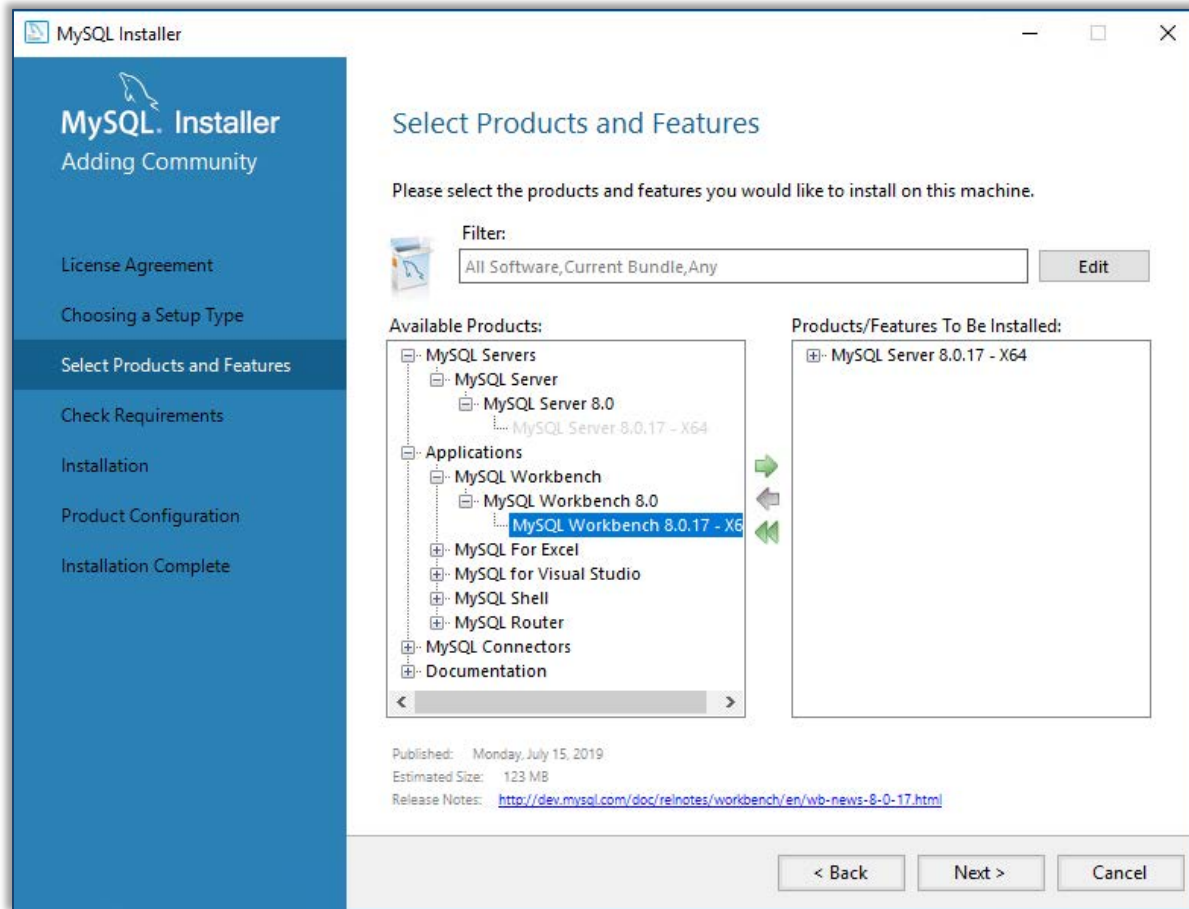 MySQL Installer
MySQL. Installer
Adding Community
License Agreement
Choosing a Setup Type
Select Products and Features
Check Requirements
Installation
Product Configuration
Installation Complete
Select Products and Features
Please select the products and features you would like to install on this machine.
Filter:
All Software,Current Bundle,Any
Edit
Available Products:
MySQL Servers
MySQL Server
MySQL Server 8.0
MySQL Server 8.0.17 - X64
Applications
MySQL Workbench
MySQL Workbench 8.0
MySQL Workbench 8.0.17 - X6
MySQL For Excel
MySQL for Visual Studio
MySQL Shell
MySQL Router
MySQL Connectors
Documentation
Products/Features To Be Installed:
MySQL Server 8.0.17 - X64
Published: Monday, July 15, 2019
Estimated Size: 123 MB
Release Notes: http://dev.mysql.com/doc/relnotes/workbench/en/wb-news-8-0-17.html
< Back
Next >
Cancel